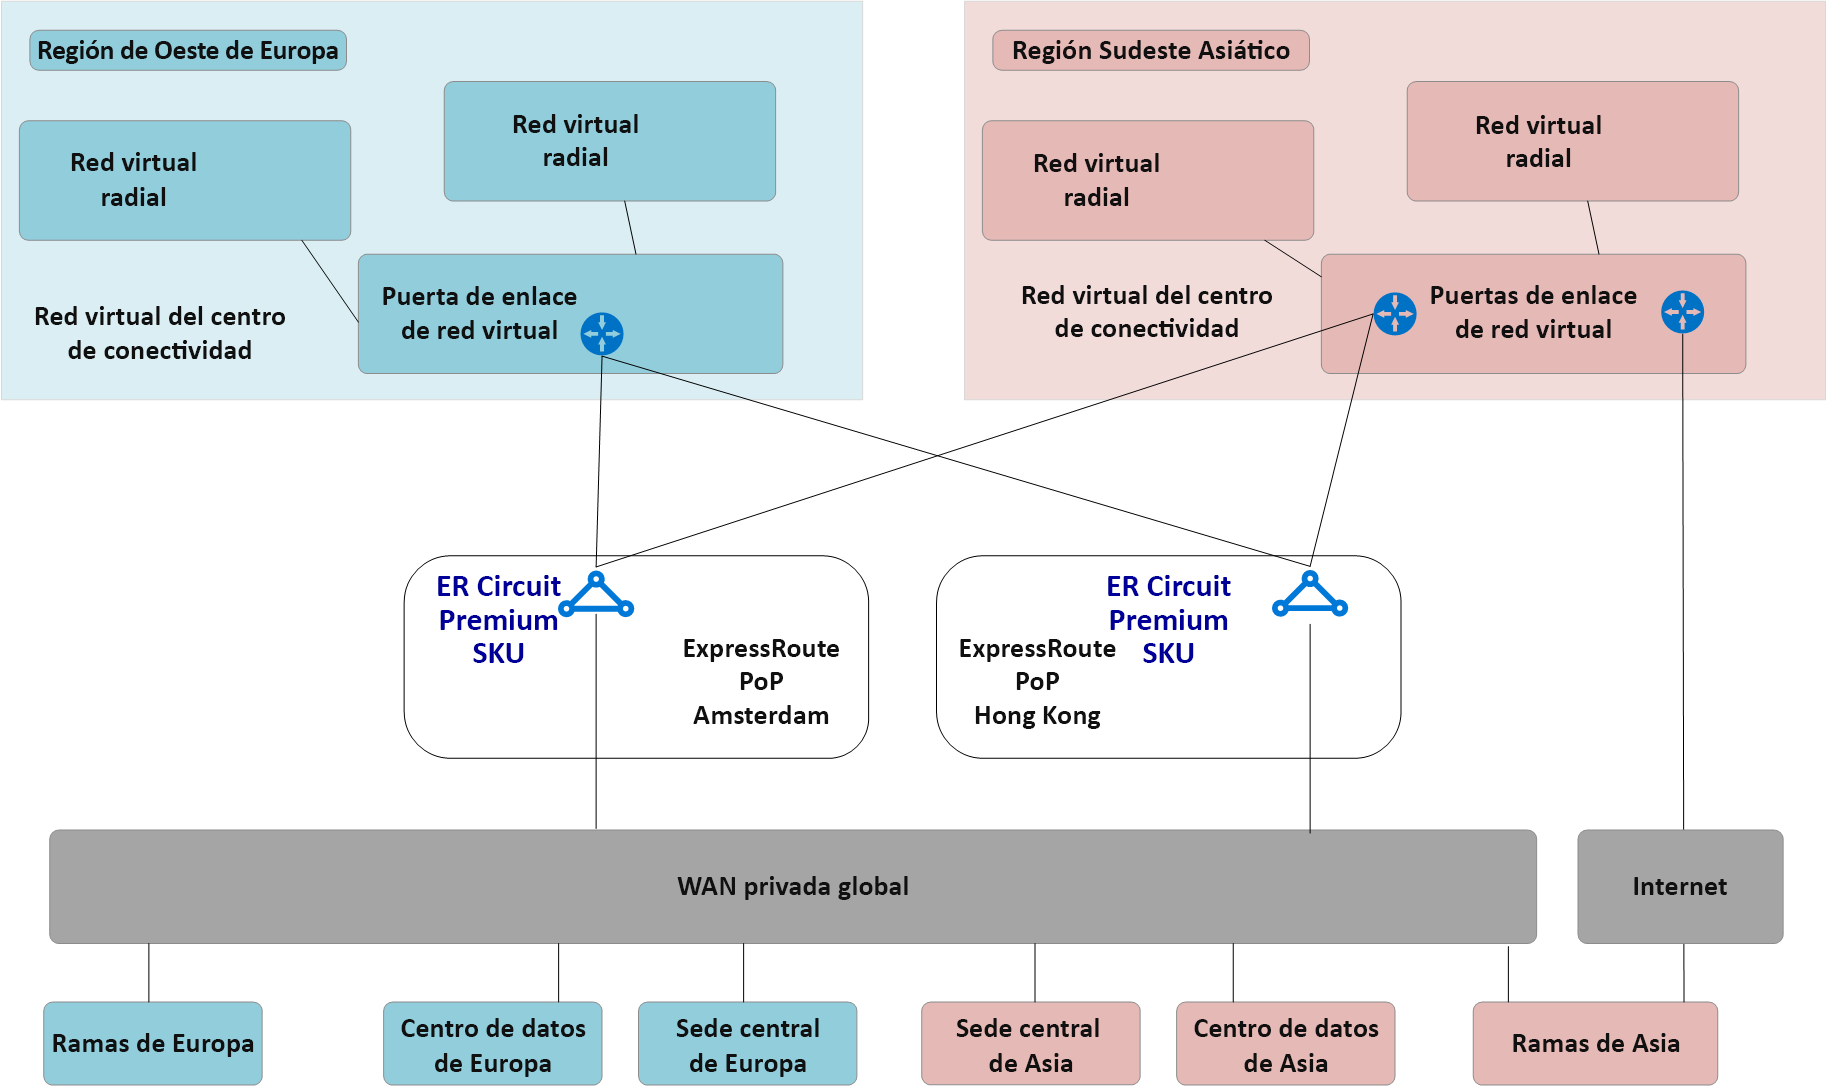 Región de Oeste de Europa
Red virtual
radial
Red virtual
radial
Puerta de enlace
de red virtual
Red virtual del centro
de conectividad
Región Sudeste Asiático
Red virtual
radial
Red virtual
radial
Red virtual del centro
de conectividad
Puertas de enlace
de red virtual
ER Circuit
Premium
SKU
ExpressRoute
PoP
Amsterdam
ER Circuit
Premium
SKU
ExpressRoute
PoP
Hong Kong
WAN privada global
Internet
Ramas de Europa
Centro de datos
de Europa
Sede central
de Europa
Sede central
de Asia
Centro de datos
de Asia
Ramas de Asia